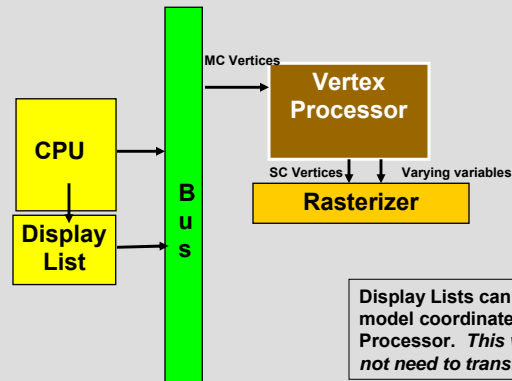 MC Vertices
Vertex
Processor
CPU
SC Vertices
Varying variables
Bus
Rasterizer
Display
List
Display Lists can
model coordinate
Processor. This
not need to trans